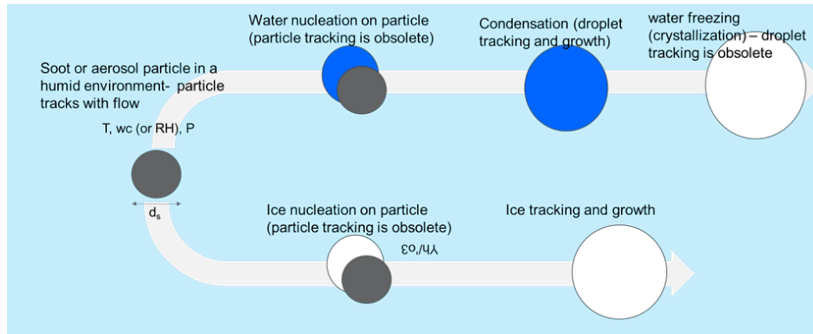 Water nucleation on particle
(particle tracking is obsolete)
Condensation (droplet
tracking and growth)
water freezing
(crystallization) – droplet
tracking is obsolete
Soot or aerosol particle in a
humid environment- particle
tracks with flow
T, wc (or RH), P
dₛ
Ice nucleation on particle
(particle tracking is obsolete)
Ice tracking and growth